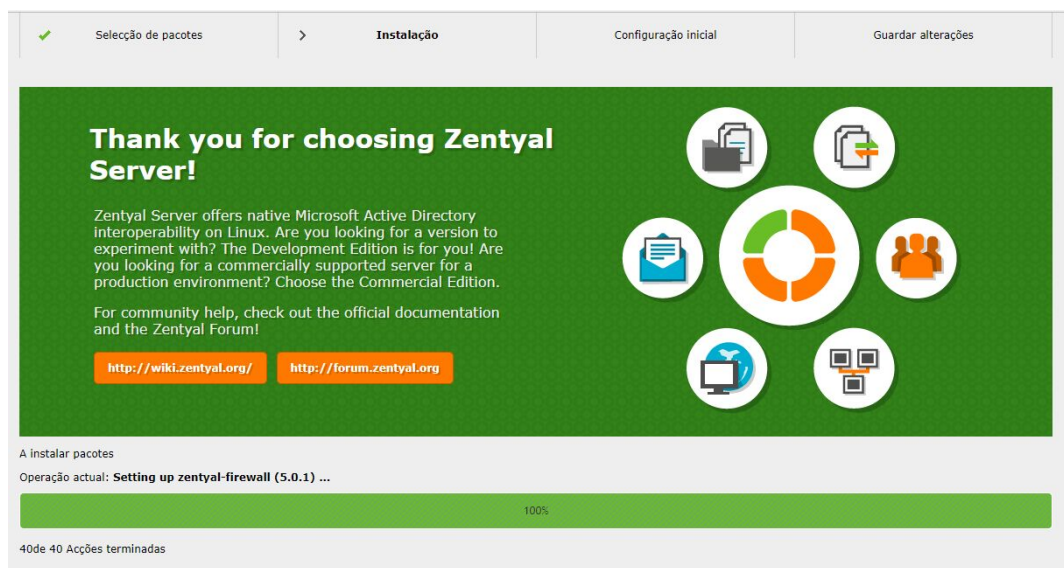 Selecção de pacotes
Instalação
Configuração inicial
Guardar alterações
Thank you for choosing Zentyal
Server!
Zentyal Server offers native Microsoft Active Directory
interoperability on Linux. Are you looking for a version to
experiment with? The Development Edition is for you! Are
you looking for a commercially supported server for a
production environment? Choose the Commercial Edition.
For community help, check out the official documentation
and the Zentyal Forum!
http://wiki.zentyal.org/
http://forum.zentyal.org
A instalar pacotes
Operação actual: Setting up zentyal-firewall (5.0.1) ...
100%
40de 40 Acções terminadas